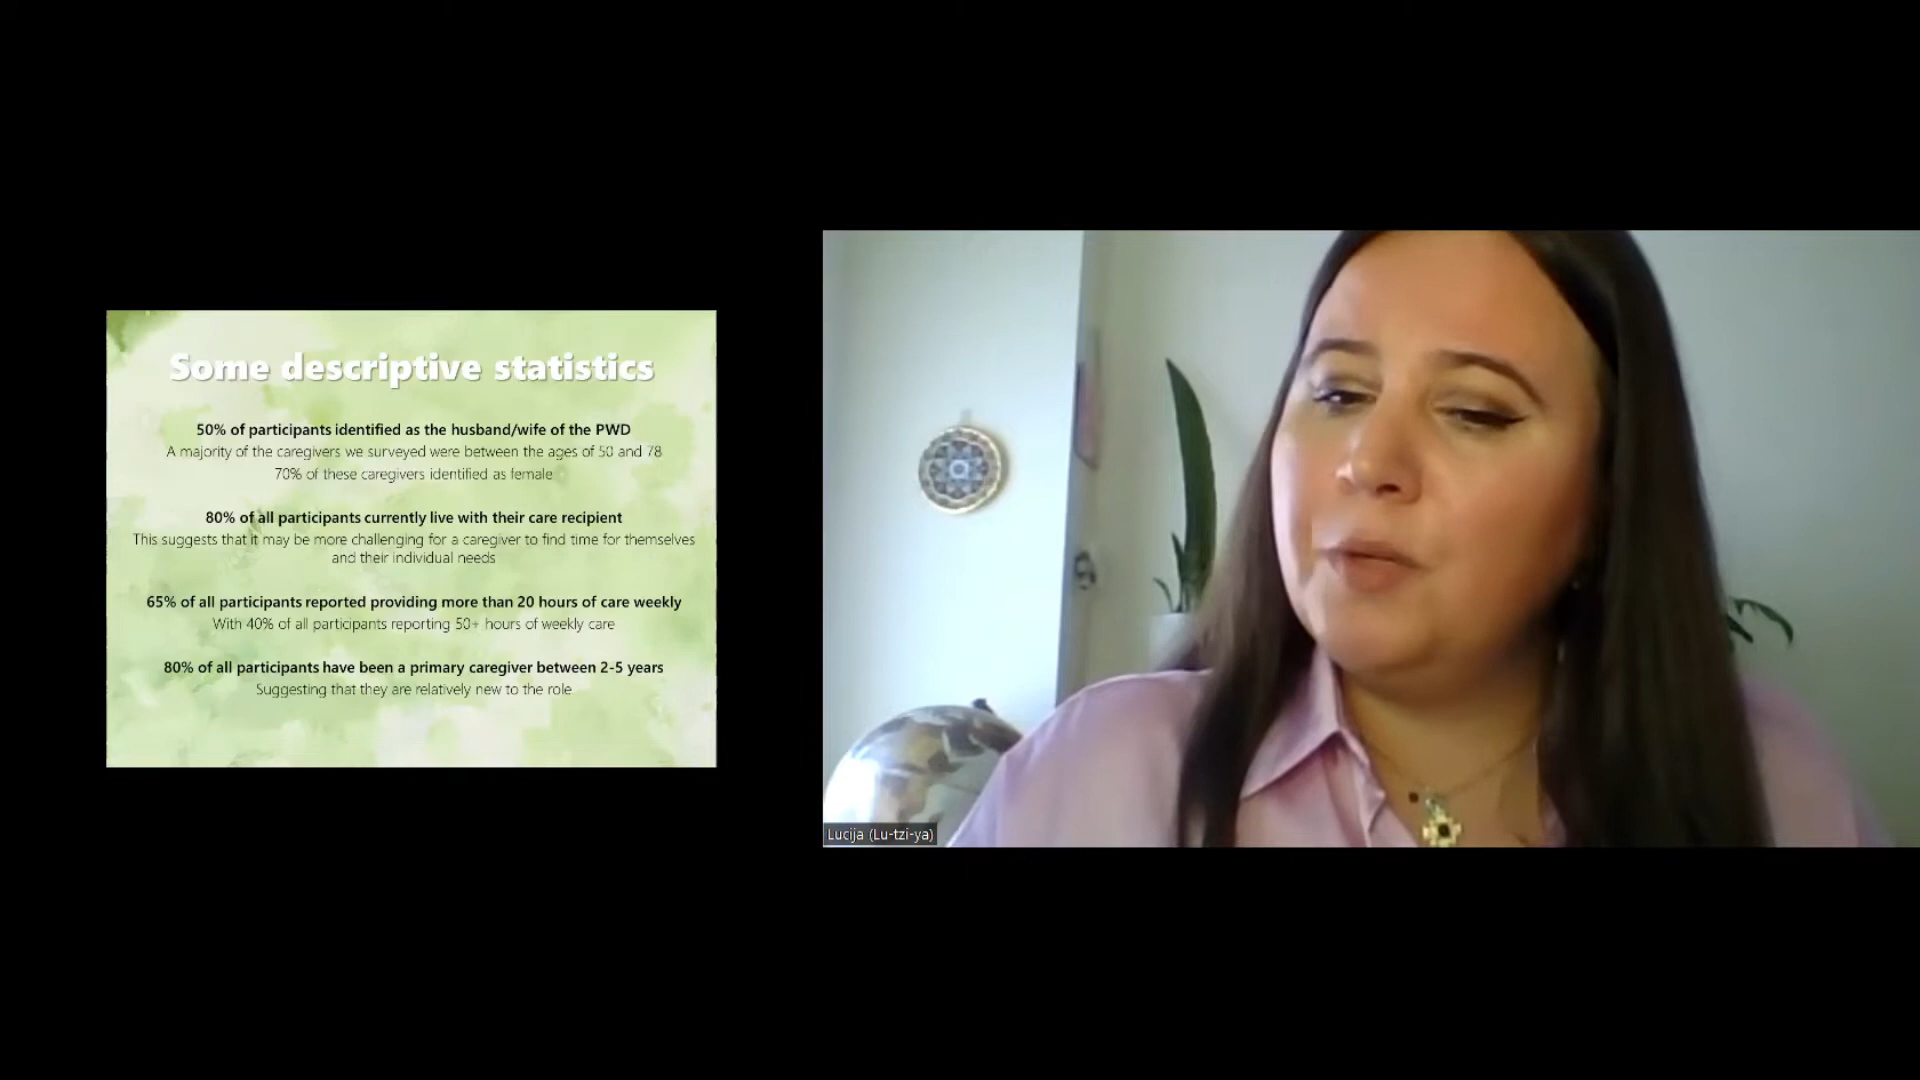 Some descriptive statistics
50% of participants identified as the husband/wife of the PWD
A majority of the caregivers we surveyed were between the ages of 50 and 78
70% of these caregivers identified as female
80% of all participants currently live with their care recipient
This suggests that it may be more challenging for a caregiver to find time for themselves
and their individual needs
65% of all participants reported providing more than 20 hours of care weekly
With 40% of all participants reporting 50+ hours of weekly care
80% of all participants have been a primary caregiver between 2-5 years
Suggesting that they are relatively new to the role
Lucija (Lu-tzi-ya)